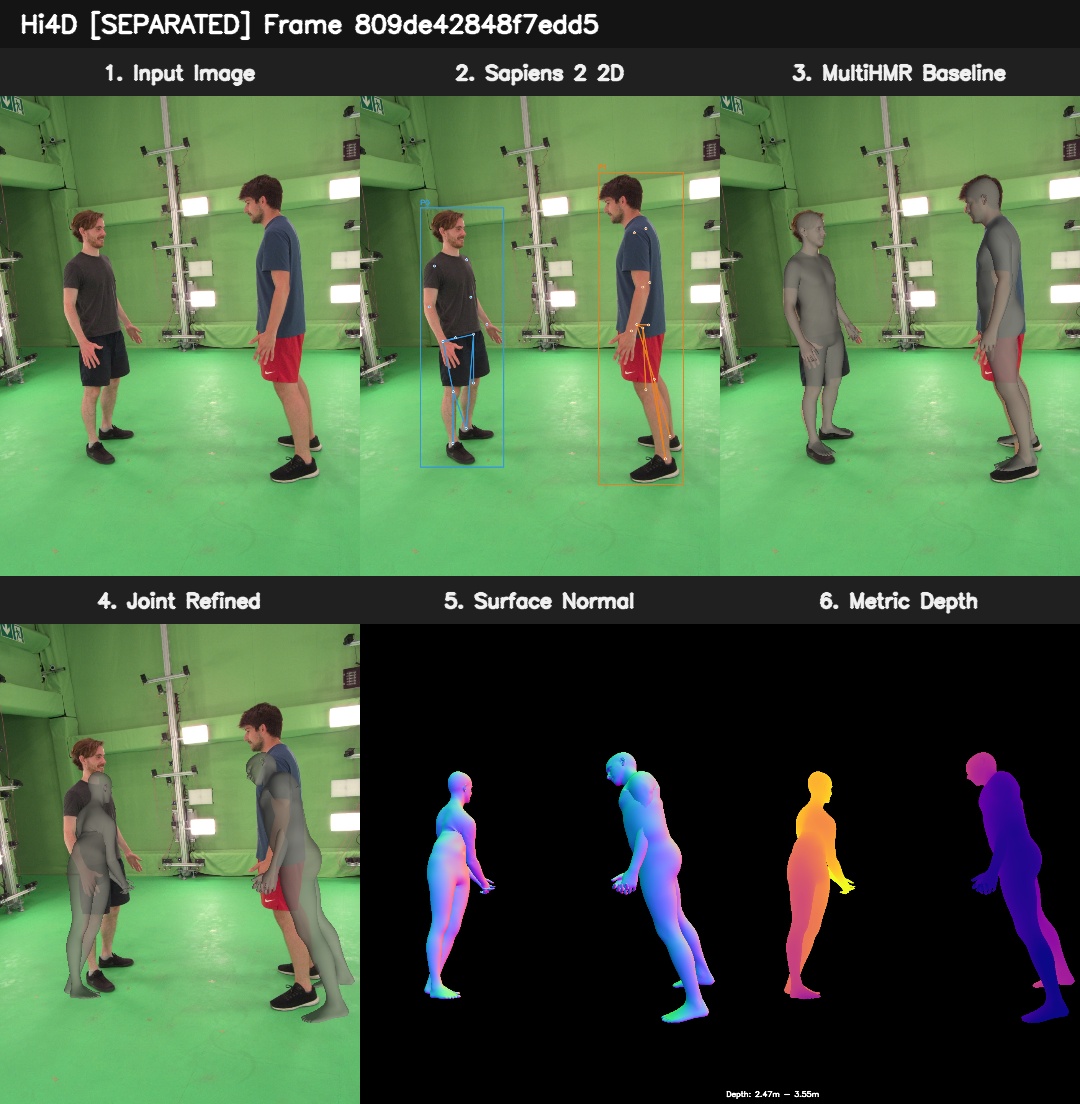 Hi4D [SEPARATED] Frame 809de42848f7edd5
1. Input Image
2. Sapiens 2 2D
3. MultiHMR Baseline
4. Joint Refined
5. Surface Normal
6. Metric Depth
Depth: 2.47m — 3.55m